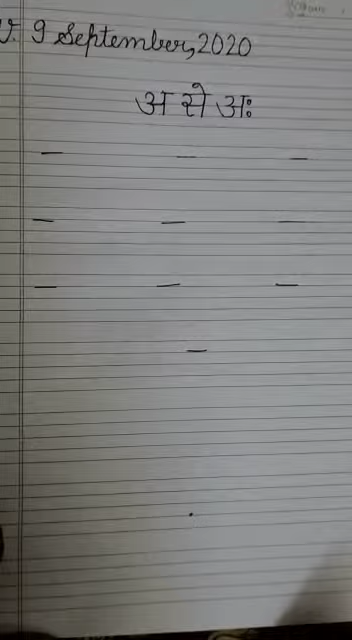 9 September, 2020
अ से अः
— — —
— — —
— — —
—